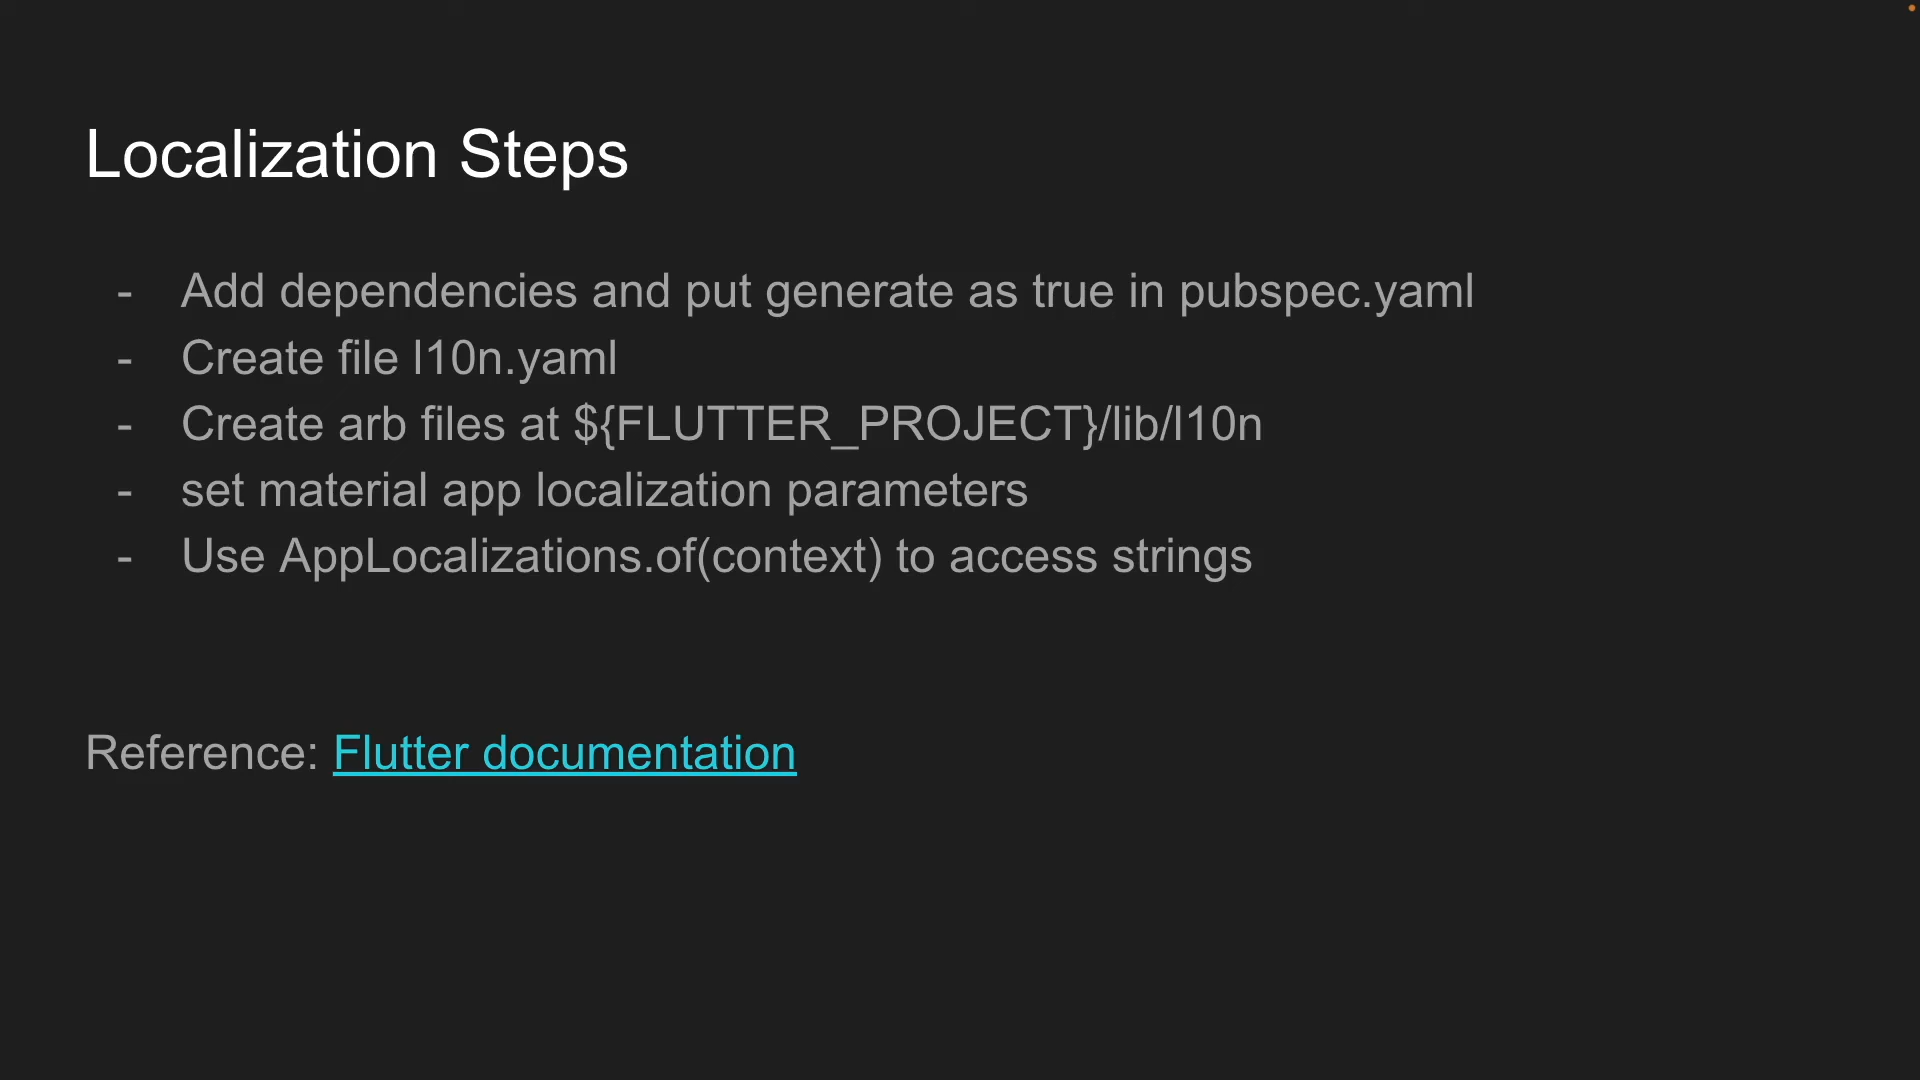 Localization Steps
- Add dependencies and put generate as true in pubspec.yaml
- Create file l10n.yaml
- Create arb files at ${FLUTTER_PROJECT}/lib/l10n
- set material app localization parameters
- Use AppLocalizations.of(context) to access strings
Reference: Flutter documentation